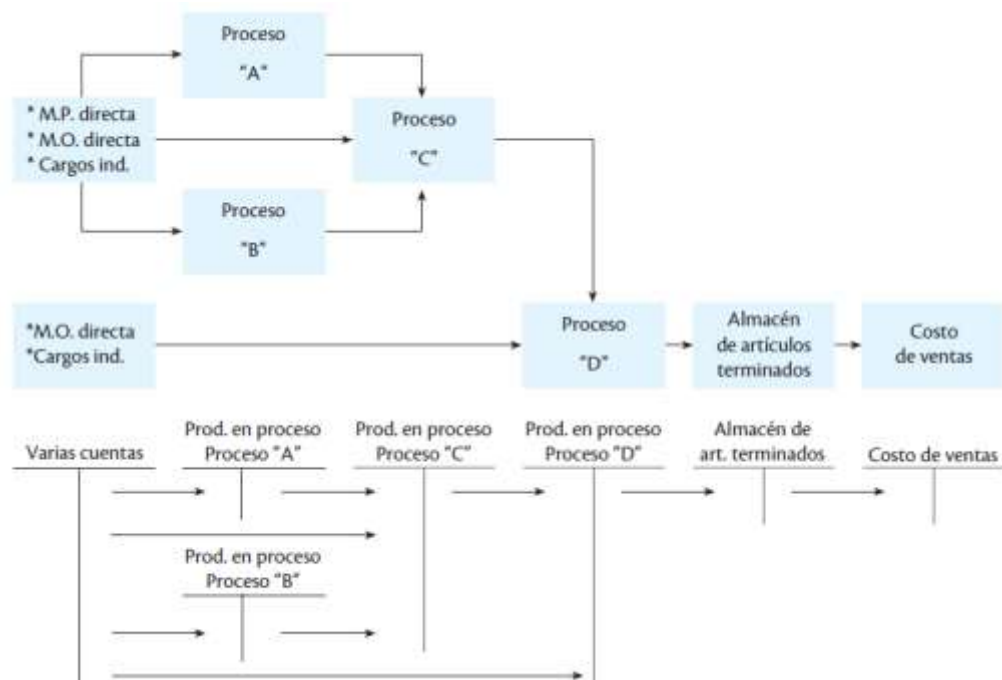 Proceso
"A"
* M.P. directa
* M.O. directa
* Cargos ind.
Proceso
"C"
Proceso
"B"
*M.O. directa
*Cargos ind.
Proceso
"D"
Almacén
de artículos
terminados
Costo
de ventas
Varias cuentas
Prod. en proceso
Proceso "A"
Prod. en proceso
Proceso "C"
Prod. en proceso
Proceso "D"
Almacén de
art. terminados
Costo de ventas
Prod. en proceso
Proceso "B"